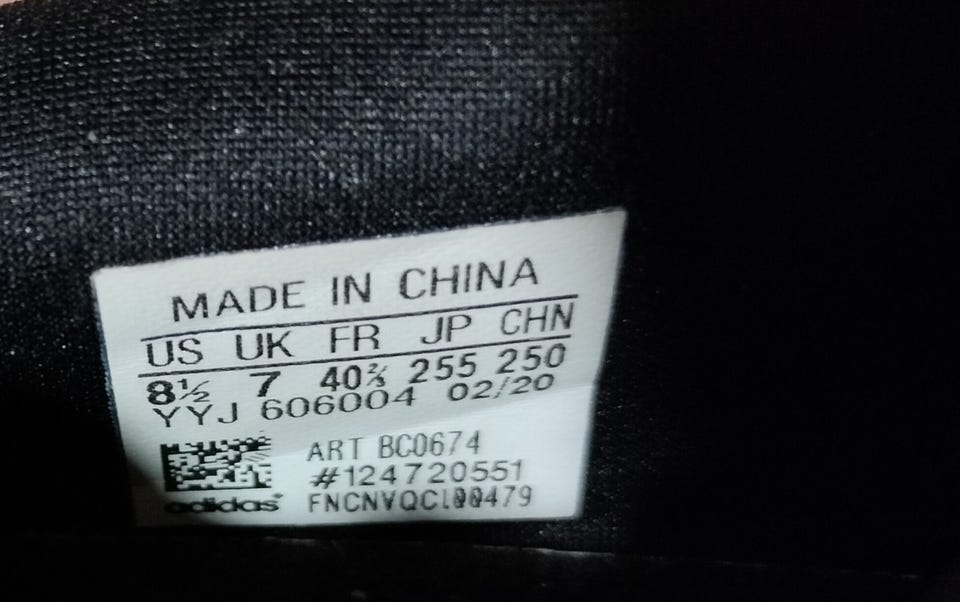 MADE IN CHINA
US UK FR JP CHN
8½ 7 40⅔ 255 250
YYJ 606004 02/20
ART BC0674
#124720551
adidas